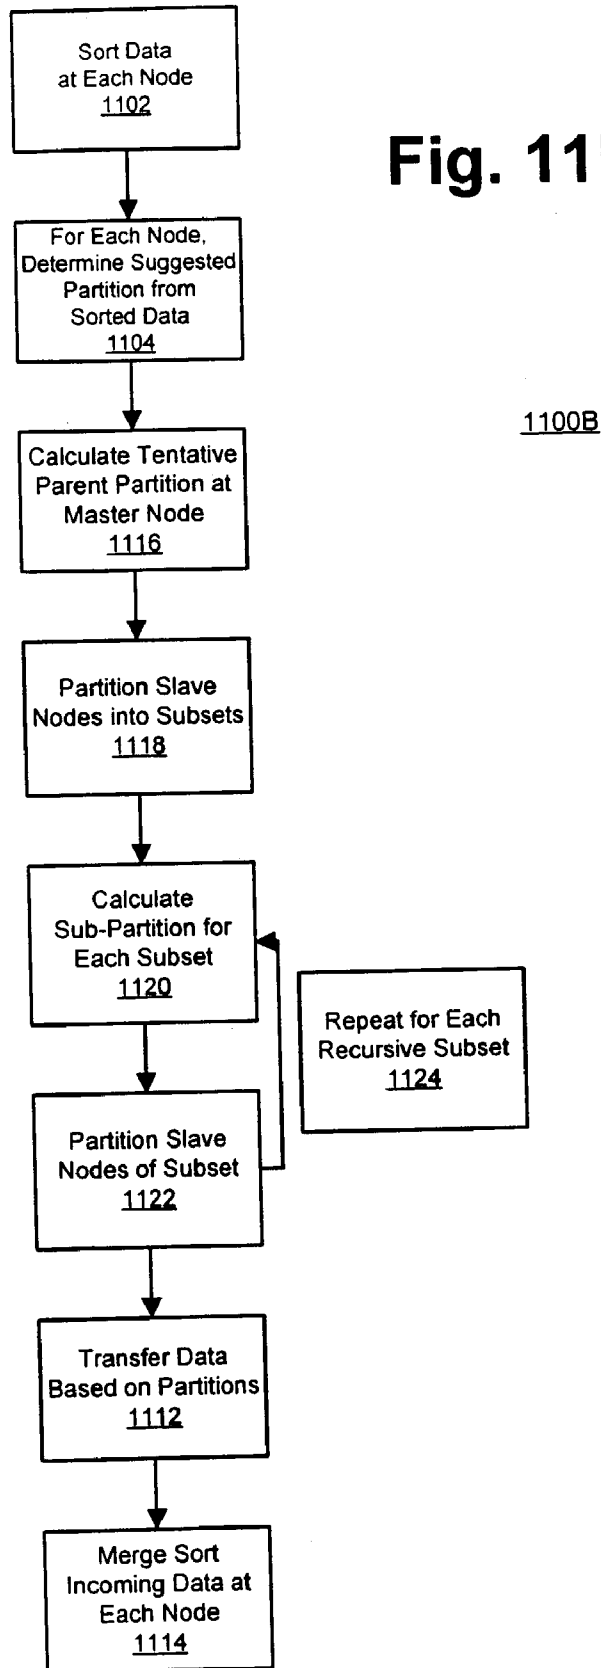 Sort Data
at Each Node
1102
Fig. 11
For Each Node,
Determine Suggested
Partition from
Sorted Data
1104
1100B
Calculate Tentative
Parent Partition at
Master Node
1116
Partition Slave
Nodes into Subsets
1118
Calculate
Sub-Partition for
Each Subset
1120
Repeat for Each
Recursive Subset
1124
Partition Slave
Nodes of Subset
1122
Transfer Data
Based on Partitions
1112
Merge Sort
Incoming Data at
Each Node
1114